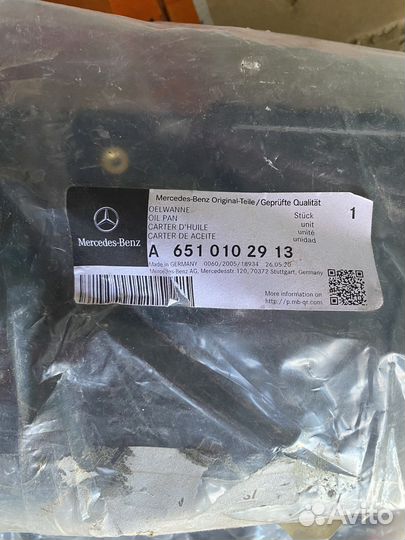 Mercedes-Benz Original-Teile / Geprüfte Qualität
OELWANNE
OIL PAN
CARTER D'HUILE
CARTER DE ACEITE
Stück
unit
unité
unidad
1
Mercedes-Benz
A 651 010 29 13
Made in GERMANY 0060/2005/18934 26.05.20
Mercedes-Benz AG, Mercedesstr. 120, 70372 Stuttgart, Germany
More information on
http://p.mb-qr.com/
Avito